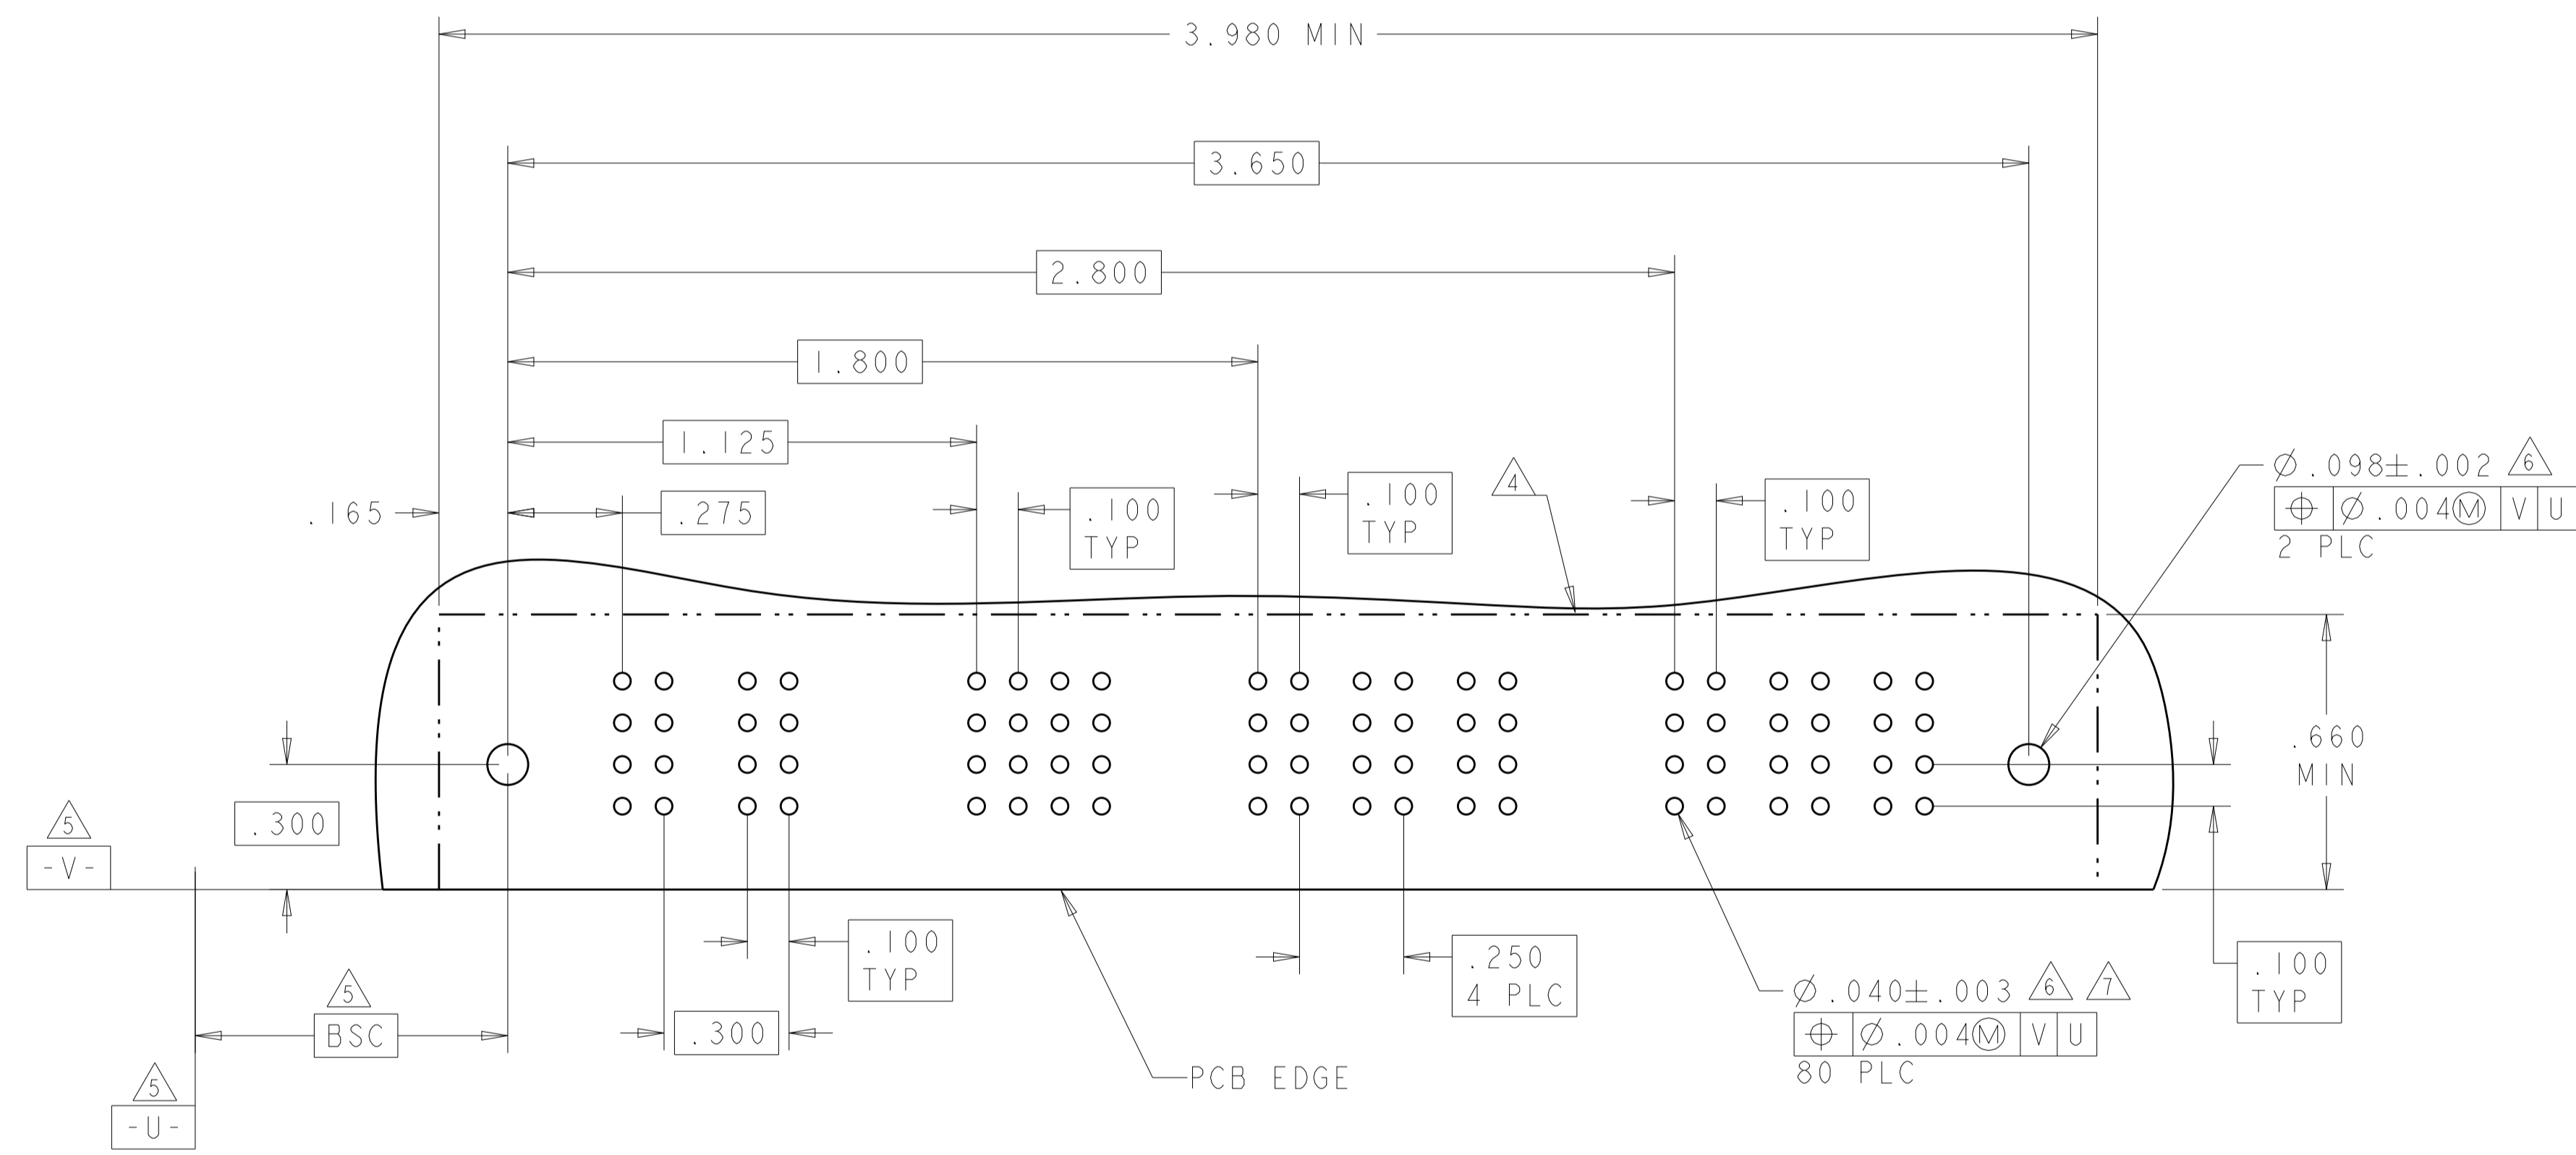 3.980 MIN
3.650
2.800
1.800
1.125
.165
.275
.100
TYP
.100
TYP
4
.100
TYP
Ø.098±.002 6
⌖ Ø.004Ⓜ V U
2 PLC
.660
MIN
.300
5
-V-
.100
TYP
.250
4 PLC
.100
TYP
5
BSC
.300
Ø.040±.003 6 7
⌖ Ø.004Ⓜ V U
80 PLC
PCB EDGE
5
-U-